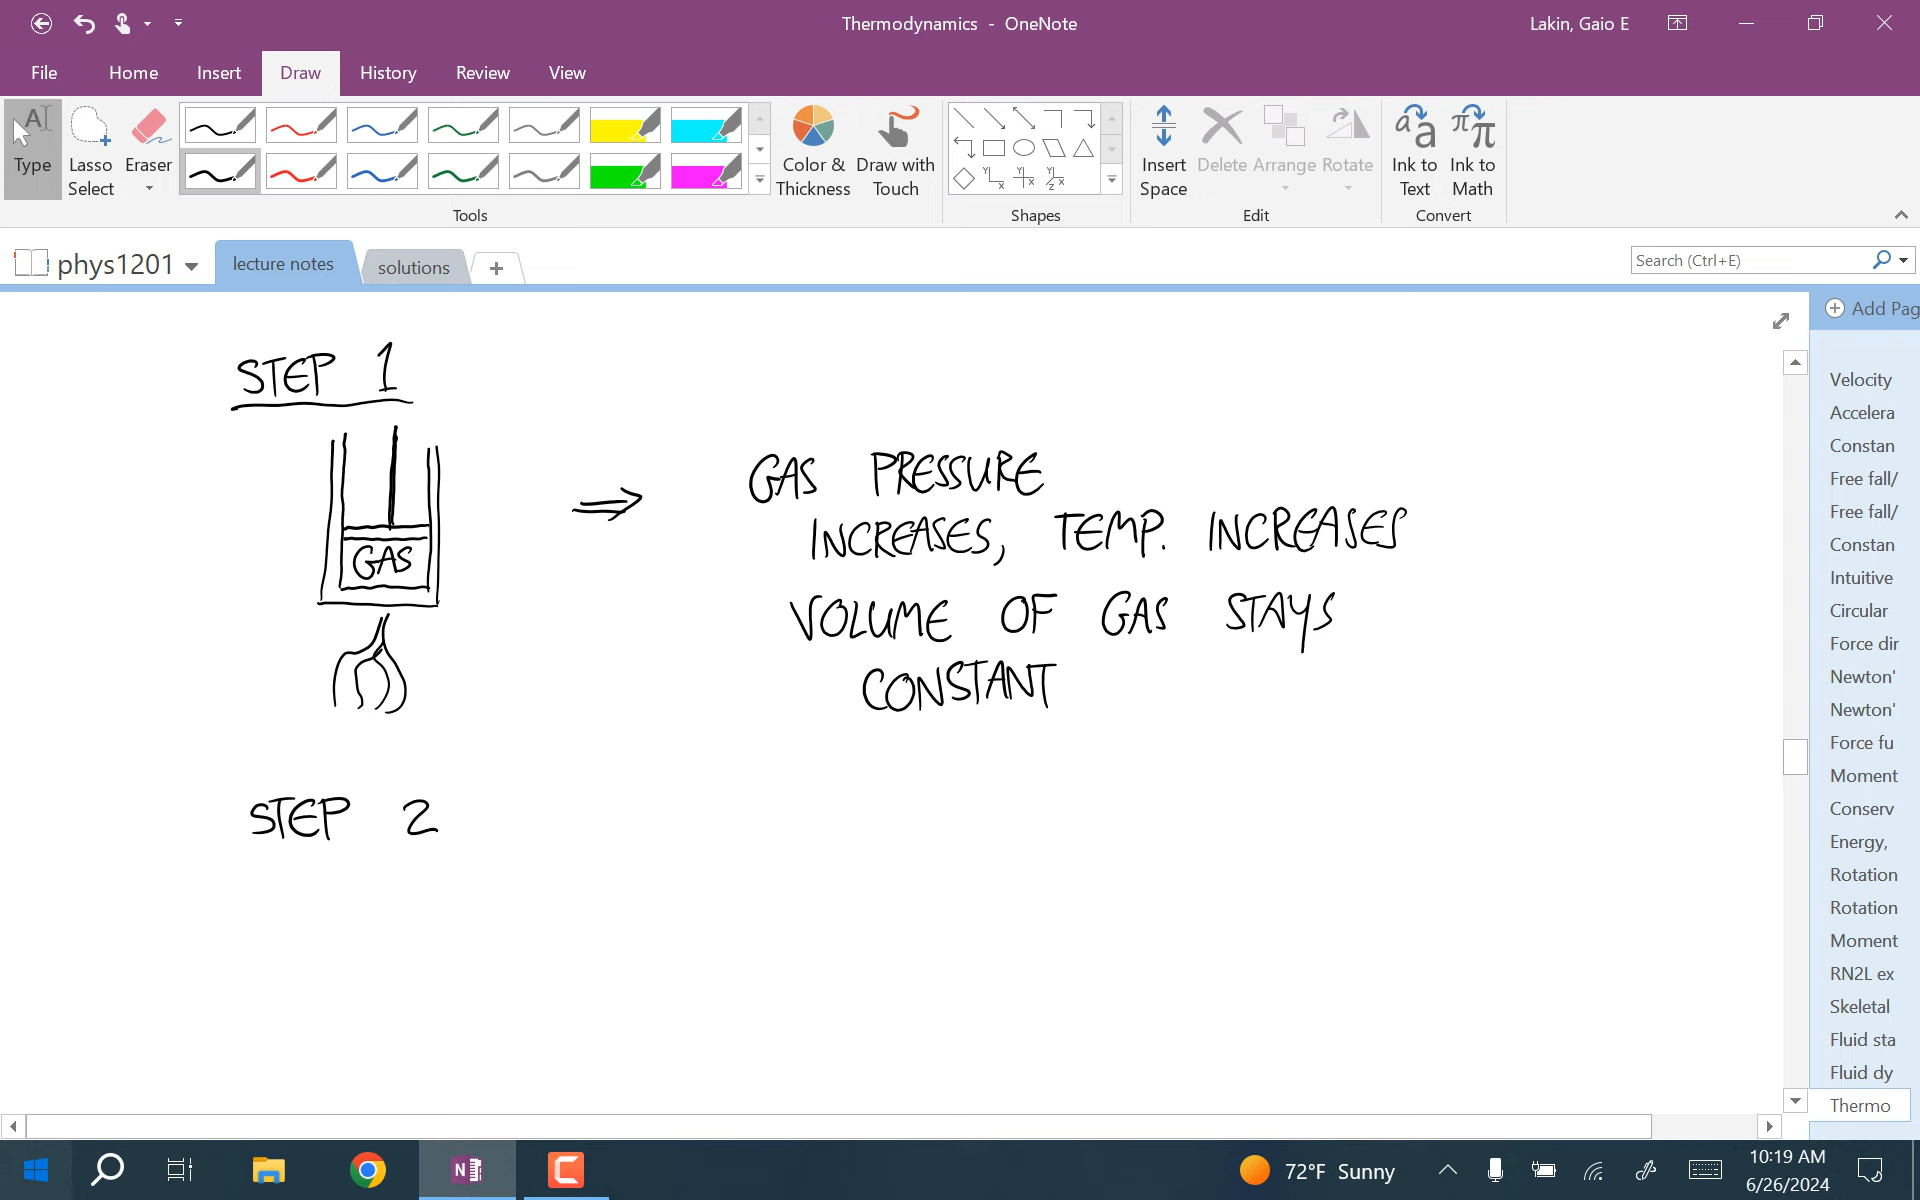 Thermodynamics - OneNote
Lakin, Gaio E
File Home Insert Draw History Review View
Type
Lasso Select
Eraser
Color & Thickness
Draw with Touch
Insert Space
Delete
Arrange
Rotate
Ink to Text
Ink to Math
Tools Shapes Edit Convert
phys1201
lecture notes
solutions
Search (Ctrl+E)
Add Pag
STEP 1
GAS
⇒
GAS PRESSURE
INCREASES, TEMP. INCREASES
VOLUME OF GAS STAYS
CONSTANT
STEP 2
Velocity
Accelera
Constan
Free fall/
Free fall/
Constan
Intuitive
Circular
Force dir
Newton'
Newton'
Force fu
Moment
Conserv
Energy,
Rotation
Rotation
Moment
RN2L ex
Skeletal
Fluid sta
Fluid dy
Thermo
72°F Sunny
10:19 AM
6/26/2024